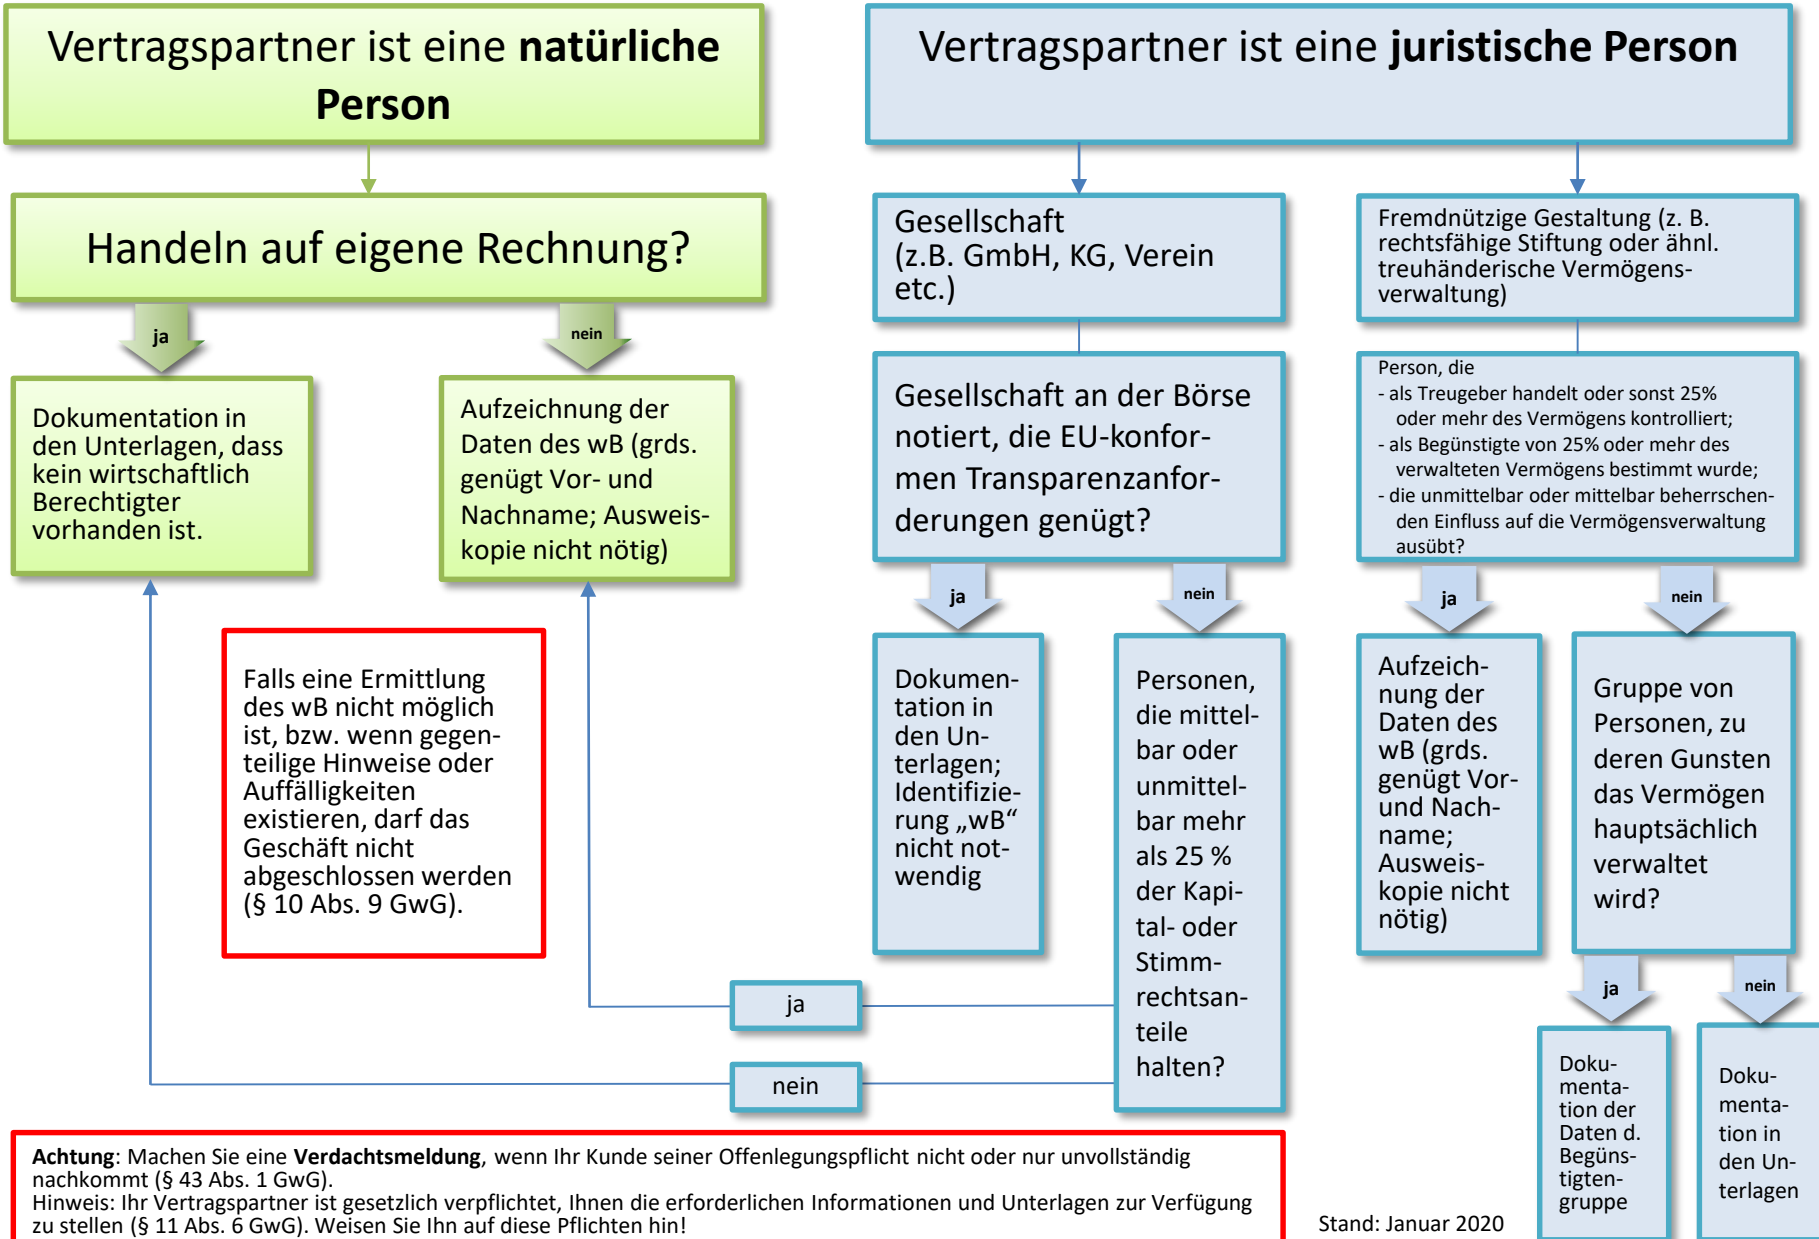 Vertragspartner ist eine natürliche
Person
Handeln auf eigene Rechnung?
ja
nein
Dokumentation in
den Unterlagen, dass
kein wirtschaftlich
Berechtigter
vorhanden ist.
Aufzeichnung der
Daten des wB (grds.
genügt Vor- und
Nachname; Ausweis-
kopie nicht nötig)
Falls eine Ermittlung
des wB nicht möglich
ist, bzw. wenn gegen-
teilige Hinweise oder
Auffälligkeiten
existieren, darf das
Geschäft nicht
abgeschlossen werden
(§ 10 Abs. 9 GwG).
Vertragspartner ist eine juristische Person
Gesellschaft
(z.B. GmbH, KG, Verein
etc.)
Gesellschaft an der Börse
notiert, die EU-konfor-
men Transparenzanfor-
derungen genügt?
ja
nein
Dokumen-
tation in
den Un-
terlagen;
Identifizie-
rung „wB“
nicht not-
wendig
Personen,
die mittel-
bar oder
unmittel-
bar mehr
als 25 %
der Kapi-
tal- oder
Stimm-
rechtsan-
teile
halten?
ja
nein
Fremdnützige Gestaltung (z. B.
rechtsfähige Stiftung oder ähnl.
treuhänderische Vermögens-
verwaltung)
Person, die
- als Treugeber handelt oder sonst 25%
oder mehr des Vermögens kontrolliert;
- als Begünstigte von 25% oder mehr des
verwalteten Vermögens bestimmt wurde;
- die unmittelbar oder mittelbar beherrschen-
den Einfluss auf die Vermögensverwaltung
ausübt?
ja
nein
Aufzeich-
nung der
Daten des
wB (grds.
genügt Vor-
und Nach-
name;
Ausweis-
kopie nicht
nötig)
Gruppe von
Personen, zu
deren Gunsten
das Vermögen
hauptsächlich
verwaltet
wird?
ja
nein
Doku-
menta-
tion der
Daten d.
Begüns-
tigten-
gruppe
Doku-
menta-
tion in
den Un-
terlagen
Achtung: Machen Sie eine Verdachtsmeldung, wenn Ihr Kunde seiner Offenlegungspflicht nicht oder nur unvollständig
nachkommt (§ 43 Abs. 1 GwG).
Hinweis: Ihr Vertragspartner ist gesetzlich verpflichtet, Ihnen die erforderlichen Informationen und Unterlagen zur Verfügung
zu stellen (§ 11 Abs. 6 GwG). Weisen Sie Ihn auf diese Pflichten hin!
Stand: Januar 2020